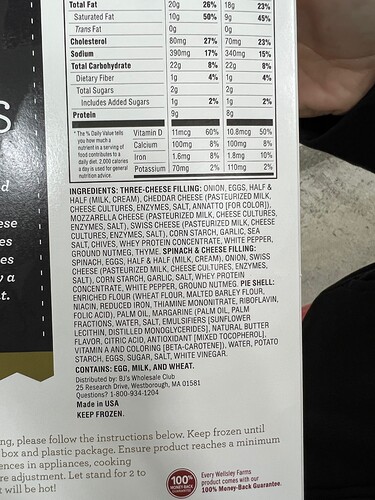 Total Fat 20g 26% 18g 23%
Saturated Fat 10g 50% 9g 45%
Trans Fat 0g 0g
Cholesterol 80mg 27% 70mg 23%
Sodium 390mg 17% 340mg 15%
Total Carbohydrate 22g 8% 22g 8%
Dietary Fiber 1g 4% 1g 4%
Total Sugars 2g 2g
Includes Added Sugars 1g 2% 1g 2%
Protein 9g 8g
* The % Daily Value tells
you how much a
nutrient in a serving of
food contributes to a
daily diet. 2,000 calories
a day is used for general
nutrition advice.
Vitamin D 11mcg 60% 10.8mcg 50%
Calcium 100mg 8% 100mg 8%
Iron 1.6mg 8% 1.8mg 10%
Potassium 70mg 2% 110mg 2%
INGREDIENTS: THREE-CHEESE FILLING: ONION, EGGS, HALF &
HALF (MILK, CREAM), CHEDDAR CHEESE (PASTEURIZED MILK,
CHEESE CULTURES, ENZYMES, SALT, ANNATTO [FOR COLOR]),
MOZZARELLA CHEESE (PASTEURIZED MILK, CHEESE CULTURES,
ENZYMES, SALT), SWISS CHEESE (PASTEURIZED MILK, CHEESE
CULTURES, ENZYMES, SALT), CORN STARCH, GARLIC, SEA
SALT, CHIVES, WHEY PROTEIN CONCENTRATE, WHITE PEPPER,
GROUND NUTMEG, THYME. SPINACH & CHEESE FILLING:
SPINACH, EGGS, HALF & HALF (MILK, CREAM), ONION, SWISS
CHEESE (PASTEURIZED MILK, CHEESE CULTURES, ENZYMES,
SALT), CORN STARCH, GARLIC, SALT, WHEY PROTEIN
CONCENTRATE, WHITE PEPPER, GROUND NUTMEG. PIE SHELL:
ENRICHED FLOUR (WHEAT FLOUR, MALTED BARLEY FLOUR,
NIACIN, REDUCED IRON, THIAMINE MONONITRATE, RIBOFLAVIN,
FOLIC ACID), PALM OIL, MARGARINE (PALM OIL, PALM
FRACTIONS, WATER, SALT, EMULSIFIERS [SUNFLOWER
LECITHIN, DISTILLED MONOGLYCERIDES], NATURAL BUTTER
FLAVOR, CITRIC ACID, ANTIOXIDANT [MIXED TOCOPHEROL],
VITAMIN A AND COLORING [BETA-CAROTENE]), WATER, POTATO
STARCH, EGGS, SUGAR, SALT, WHITE VINEGAR.
CONTAINS: EGG, MILK, AND WHEAT.
Distributed by: BJ's Wholesale Club
25 Research Drive, Westborough, MA 01581
Questions? 1-800-934-1204
Made in USA
KEEP FROZEN.
ng, please follow the instructions below. Keep frozen until
box and plastic package. Ensure product reaches a minimum
ences in appliances, cooking
re adjustment. Let stand for 2 to
t will be hot!
100%
MONEY-BACK
GUARANTEE
Every Wellsley Farms
product comes with our
100% Money-Back Guarantee.
S
d
ese
es
es
y a
t.